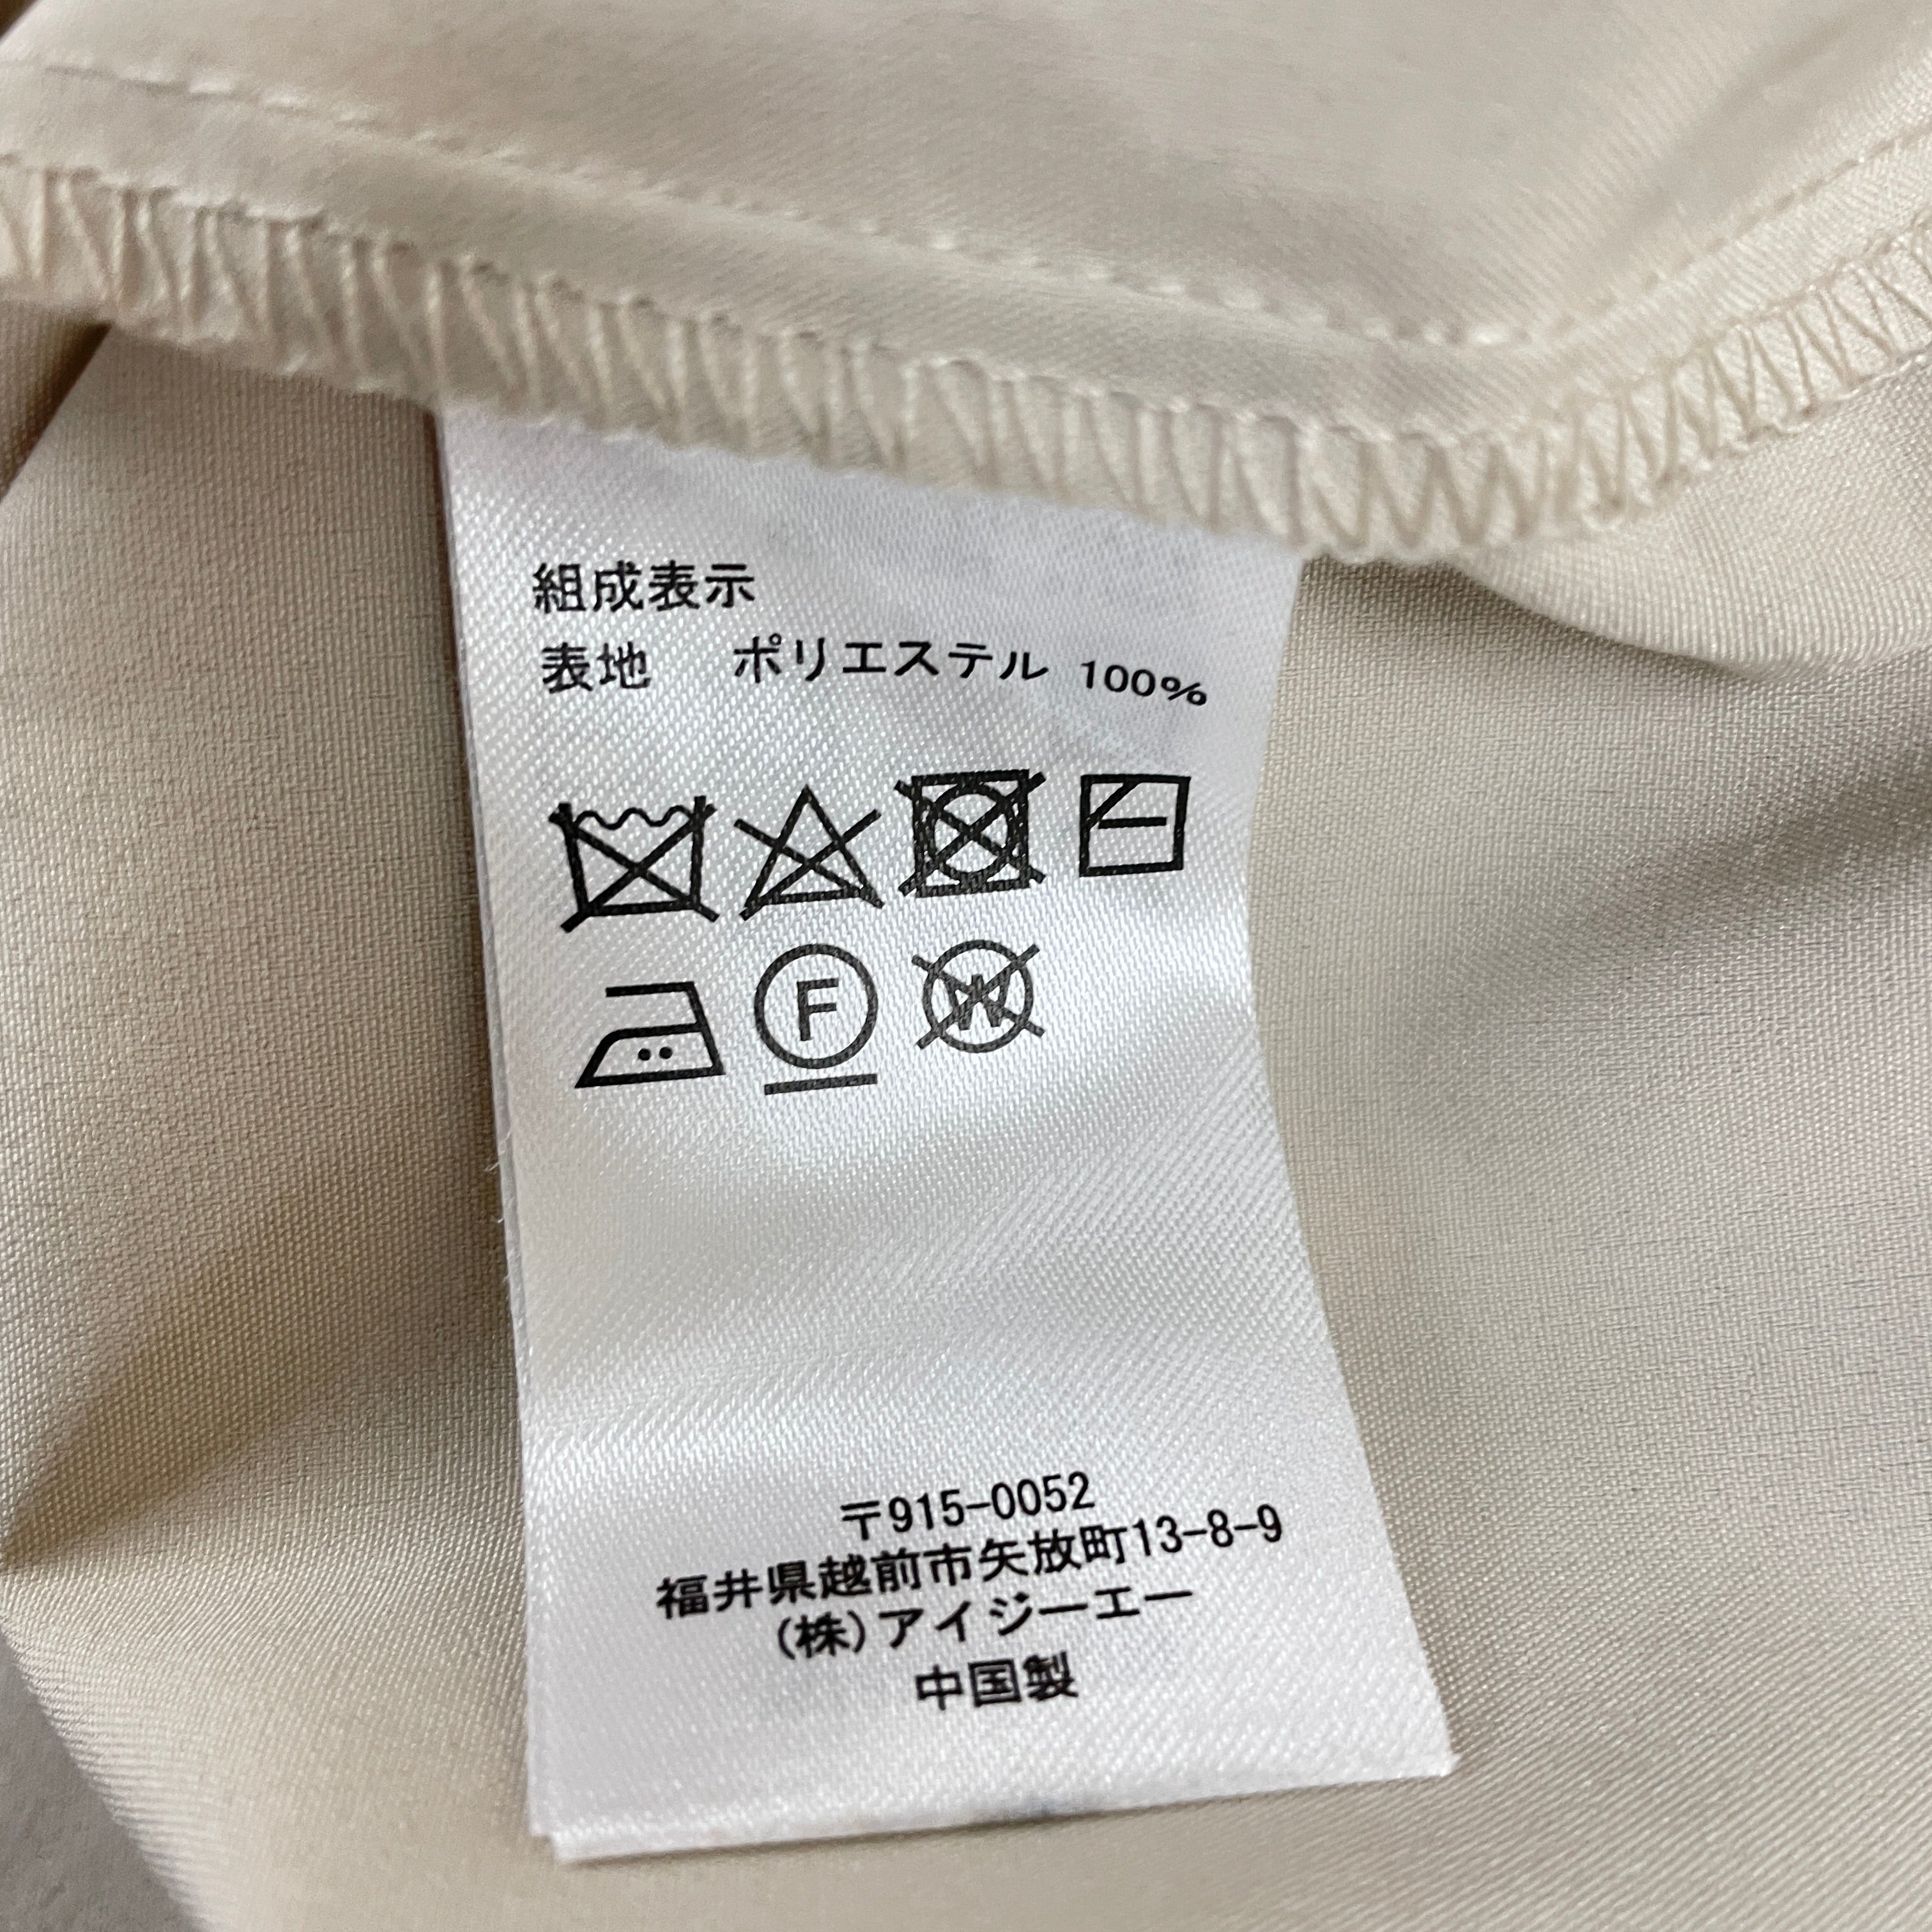 組成表示
表地 ポリエステル 100%
F W
〒915-0052
福井県越前市矢放町13-8-9
(株)アイジーエー
中国製